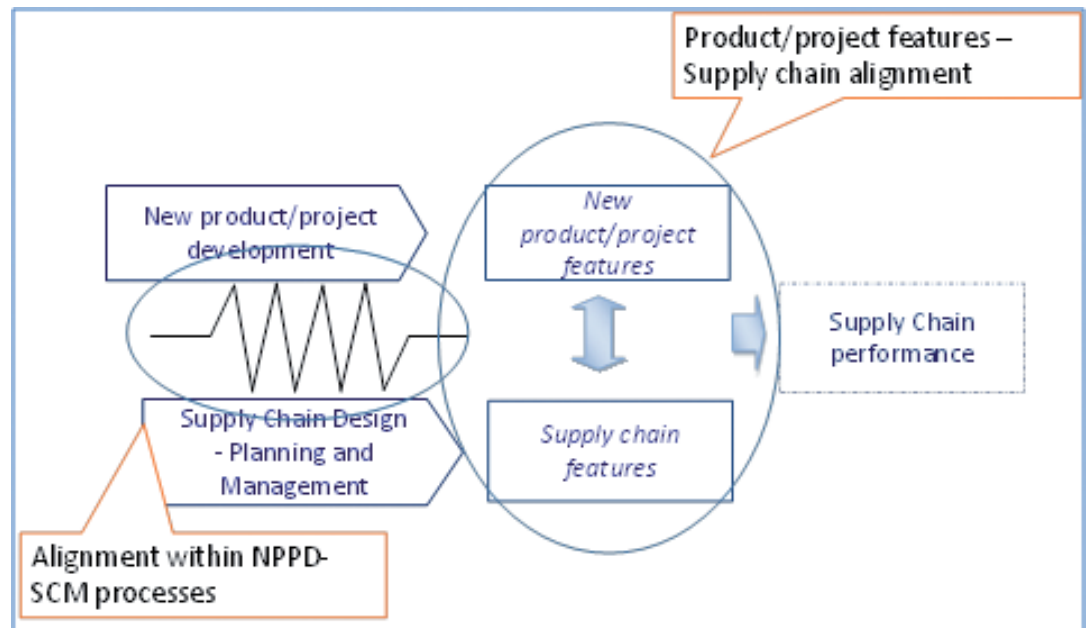 Product/project features –
Supply chain alignment
New product/project
development
New
product/project
features
Supply Chain
performance
Supply Chain Design
- Planning and
Management
Supply chain
features
Alignment within NPPD-
SCM processes